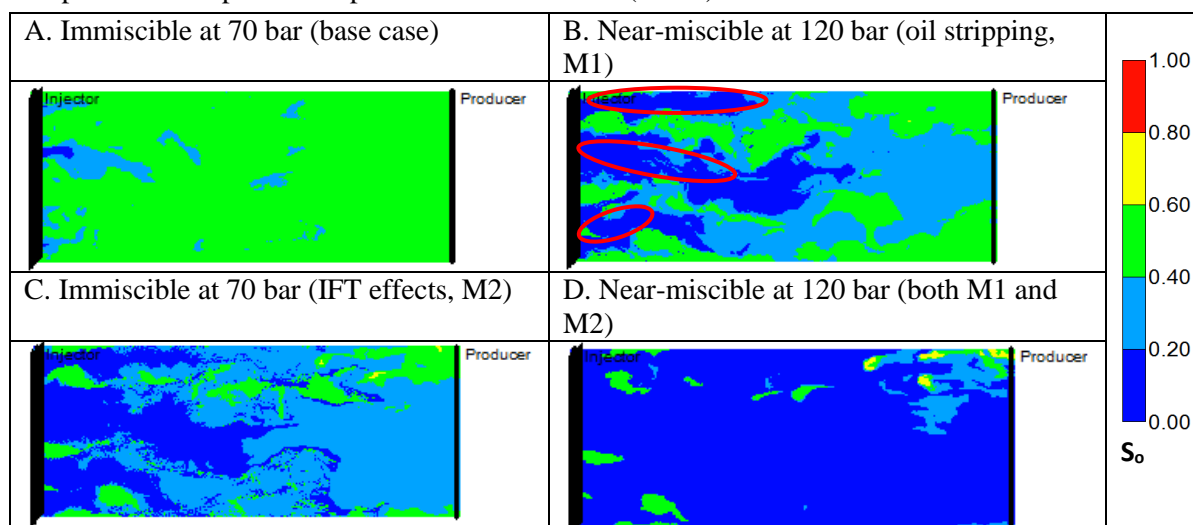 A. Immiscible at 70 bar (base case)
B. Near-miscible at 120 bar (oil stripping,
M1)
Injector
Producer
Injector
Producer
C. Immiscible at 70 bar (IFT effects, M2)
D. Near-miscible at 120 bar (both M1 and
M2)
Injector
Producer
Injector
Producer
1.00
0.80
0.60
0.40
0.20
0.00
So